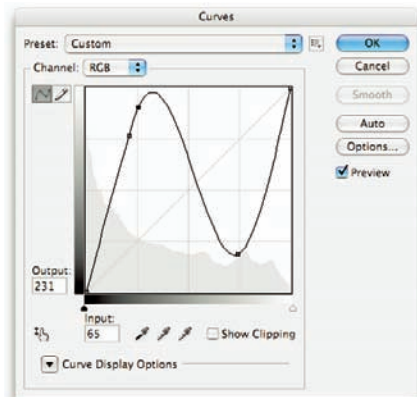 Curves
Preset: Custom
OK
Channel: RGB
Cancel
Smooth
Auto
Options...
Preview
Output:
231
Input:
65
Show Clipping
Curve Display Options